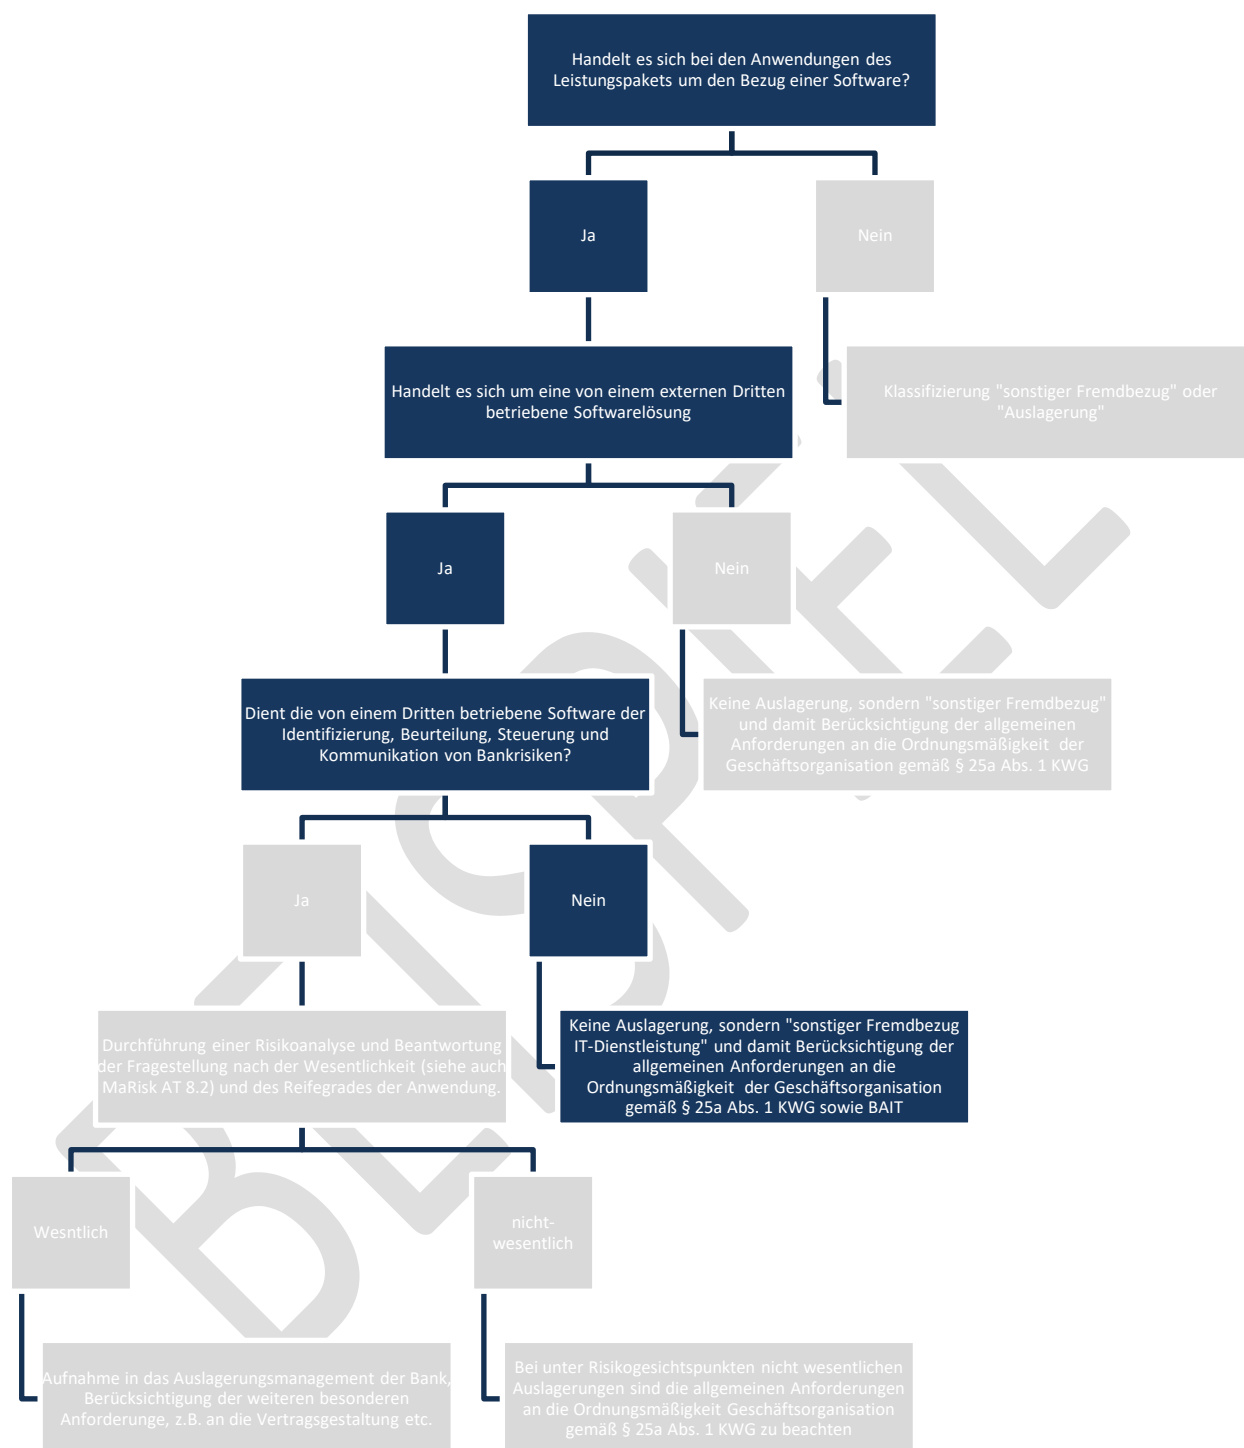 Handelt es sich bei den Anwendungen des
Leistungspakets um den Bezug einer Software?
Ja
Nein
Handelt es sich um eine von einem externen Dritten
betriebene Softwarelösung
Klassifizierung "sonstiger Fremdbezug" oder
"Auslagerung"
Ja
Nein
Dient die von einem Dritten betriebene Software der
Identifizierung, Beurteilung, Steuerung und
Kommunikation von Bankrisiken?
Keine Auslagerung, sondern "sonstiger Fremdbezug"
und damit Berücksichtigung der allgemeinen
Anforderungen an die Ordnungsmäßigkeit der
Geschäftsorganisation gemäß § 25a Abs. 1 KWG
Ja
Nein
Durchführung einer Risikoanalyse und Beantwortung
der Fragestellung nach der Wesentlichkeit (siehe auch
MaRisk AT 8.2) und des Reifegrades der Anwendung.
Keine Auslagerung, sondern "sonstiger Fremdbezug
IT-Dienstleistung" und damit Berücksichtigung der
allgemeinen Anforderungen an die
Ordnungsmäßigkeit der Geschäftsorganisation
gemäß § 25a Abs. 1 KWG sowie BAIT
Wesntlich
nicht-
wesentlich
Aufnahme in das Auslagerungsmanagement der Bank,
Berücksichtigung der weiteren besonderen
Anforderunge, z.B. an die Vertragsgestaltung etc.
Bei unter Risikogesichtspunkten nicht wesentlichen
Auslagerungen sind die allgemeinen Anforderungen
an die Ordnungsmäßigkeit Geschäftsorganisation
gemäß § 25a Abs. 1 KWG zu beachten